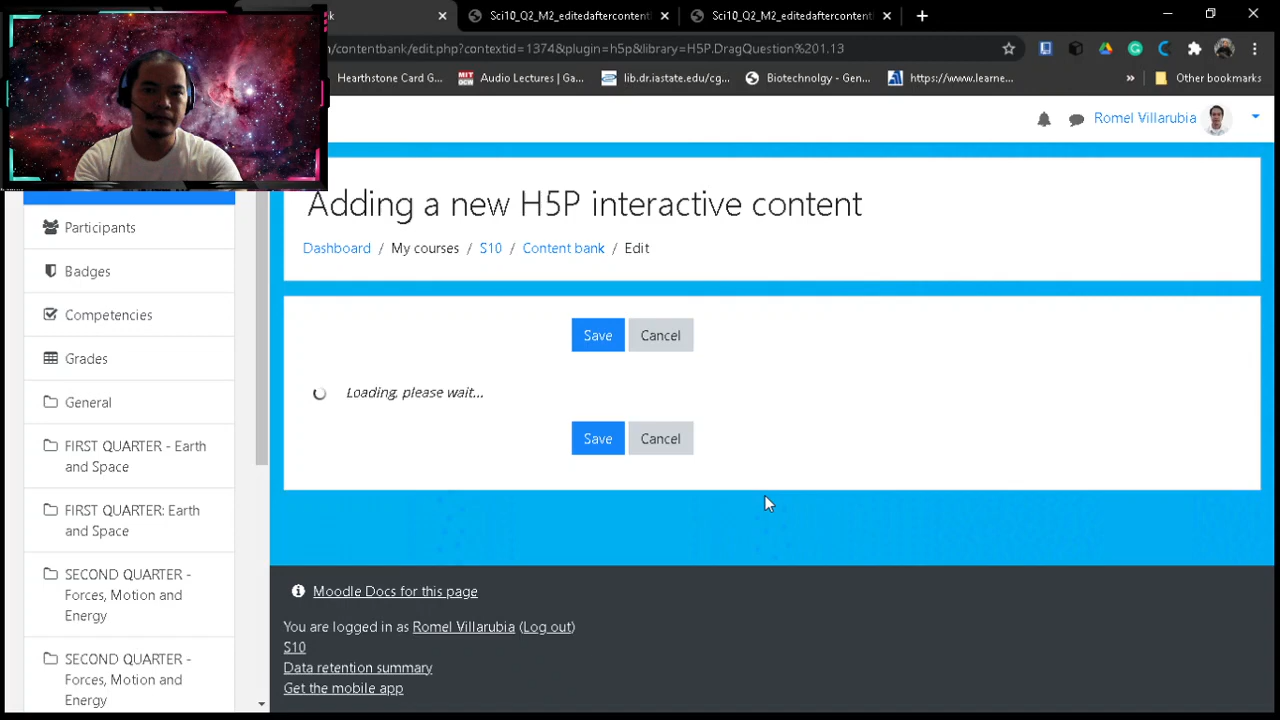 Sci10_Q2_M2_editedaftercontent
Sci10_Q2_M2_editedaftercontent
/contentbank/edit.php?contextid=1374&plugin=h5p&library=H5P.DragQuestion%201.13
Hearthstone Card G...
MIT OCW
Audio Lectures | Ga...
lib.dr.iastate.edu/cg...
Biotechnolgy - Gen...
https://www.learne...
»
Other bookmarks
Romel Villarubia
Adding a new H5P interactive content
Dashboard / My courses / S10 / Content bank / Edit
Participants
Badges
Competencies
Grades
General
FIRST QUARTER - Earth
and Space
FIRST QUARTER: Earth
and Space
SECOND QUARTER -
Forces, Motion and
Energy
SECOND QUARTER -
Forces, Motion and
Energy
Save Cancel
Loading, please wait...
Save Cancel
Moodle Docs for this page
You are logged in as Romel Villarubia (Log out)
S10
Data retention summary
Get the mobile app